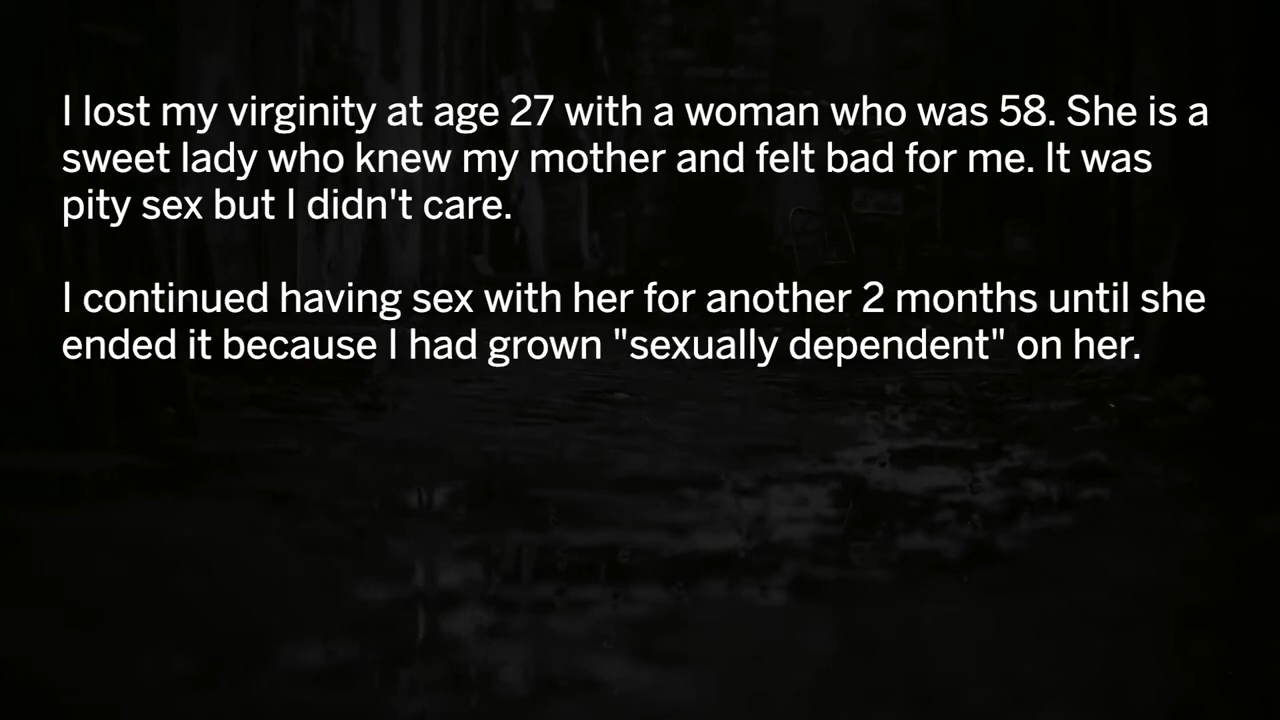 I lost my virginity at age 27 with a woman who was 58. She is a
sweet lady who knew my mother and felt bad for me. It was
pity sex but I didn't care.
I continued having sex with her for another 2 months until she
ended it because I had grown "sexually dependent" on her.